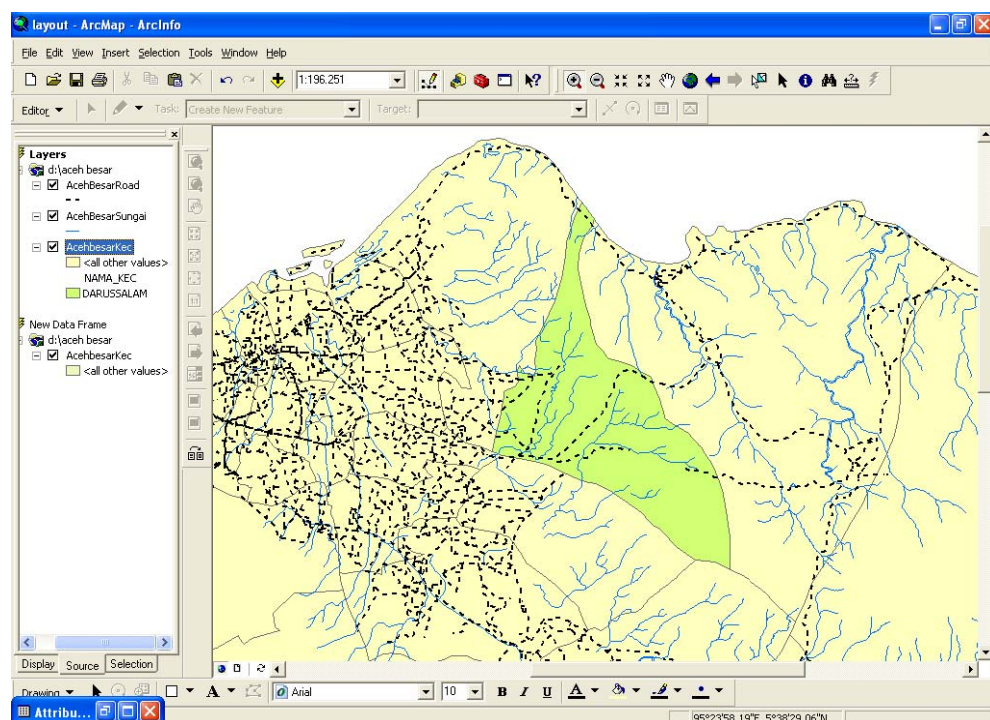 layout - ArcMap - ArcInfo
File Edit View Insert Selection Tools Window Help
1:196.251
Editor Task: Create New Feature Target:
Layers
d:\aceh besar
AcehBesarRoad
AcehBesarSungai
AcehbesarKec
<all other values>
NAMA_KEC
DARUSSALAM
New Data Frame
d:\aceh besar
AcehbesarKec
<all other values>
Display Source Selection
Drawing A Arial 10 B I U A
Attribu...
95°23'58.19"E 5°38'29.06"N